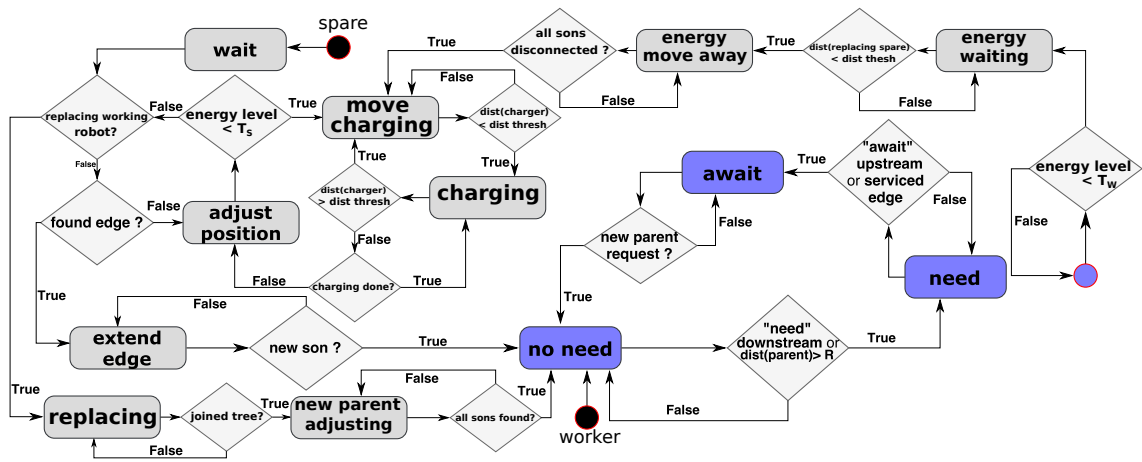 spare
wait
replacing working
robot?
False
energy level
< TS
True
False
found edge ?
False
adjust
position
True
extend
edge
False
new son ?
True
True
replacing
joined tree?
False
True
new parent
adjusting
False
all sons found?
True
move
charging
False
dist(charger)
< dist thresh
True
charging
dist(charger)
> dist thresh
True
False
charging done?
False
True
all sons
disconnected ?
True
False
energy
move away
True
dist(replacing spare)
< dist thesh
False
energy
waiting
energy level
< TW
False
"await"
upstream
or serviced
edge
True
False
await
new parent
request ?
False
True
need
no need
worker
"need"
downstream or
dist(parent)> R
True
False